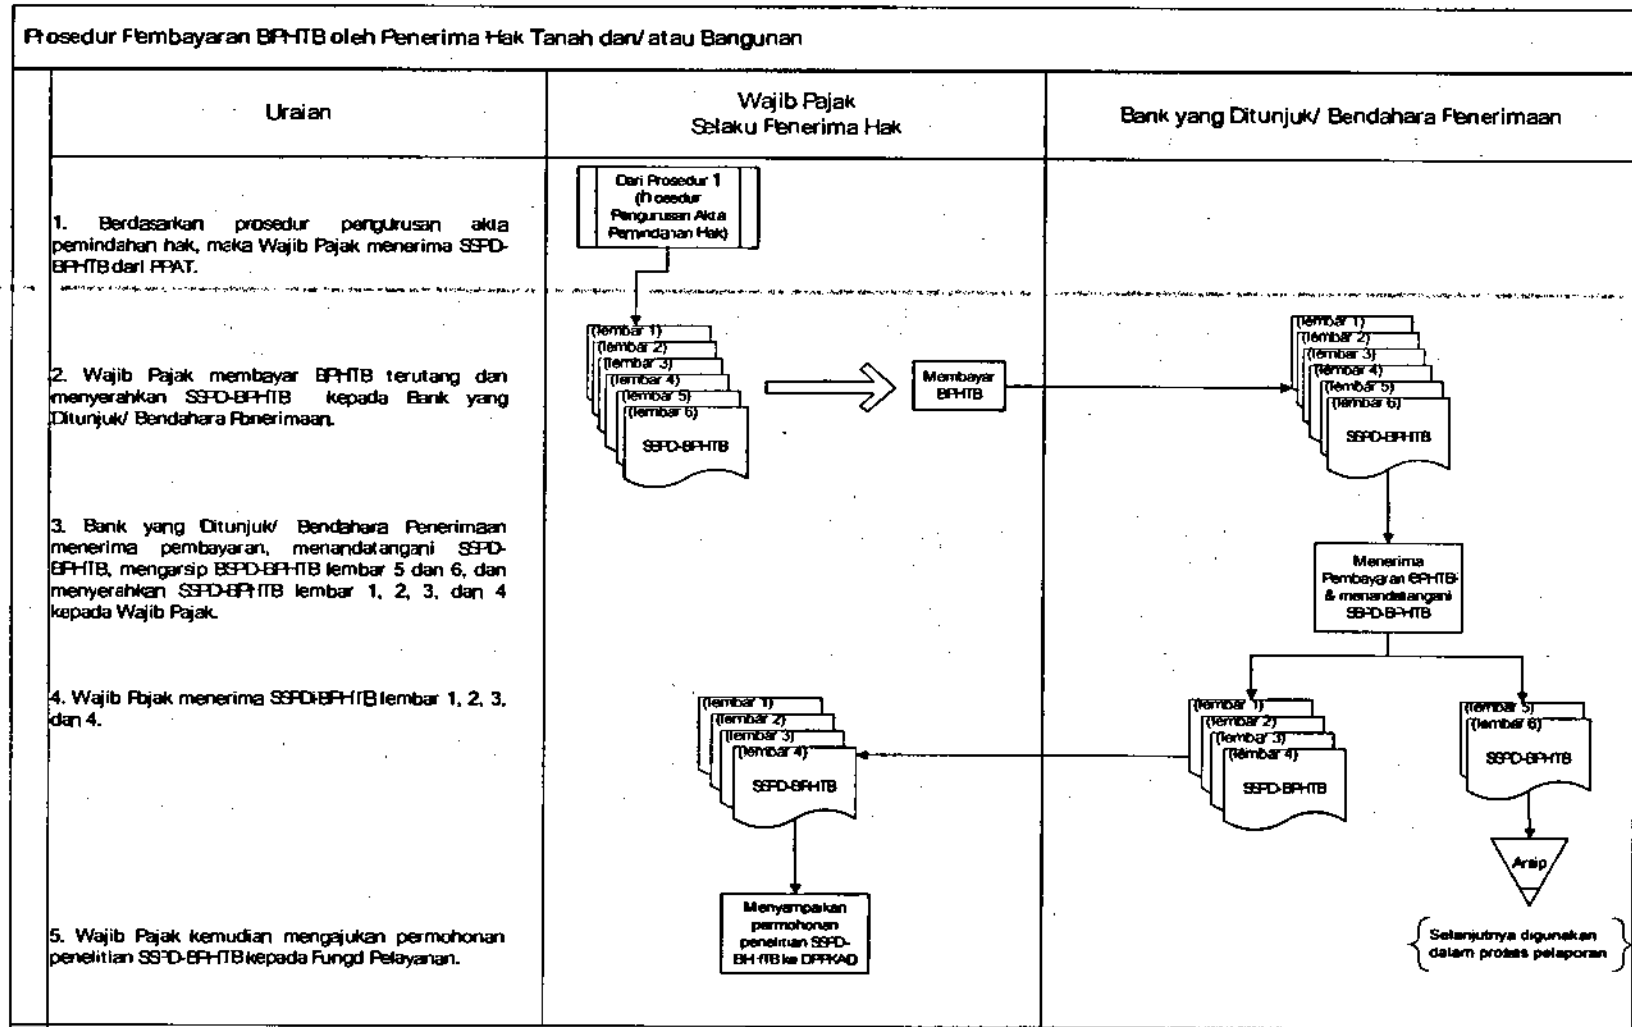 Prosedur Pembayaran BPHTB oleh Penerima Hak Tanah dan/ atau Bangunan
Uraian
Wajib Pajak
Selaku Penerima Hak
Bank yang Ditunjuk/ Bendahara Penerimaan
1. Berdasarkan prosedur pengurusan akta
pemindahan hak, maka Wajib Pajak menerima SSPD-
BPHTB dari PPAT.
Dari Prosedur 1
(Prosedur
Pengurusan Akta
Pemindahan Hak)
2. Wajib Pajak membayar BPHTB terutang dan
menyerahkan SSPD-BPHTB kepada Bank yang
Ditunjuk/ Bendahara Penerimaan.
(lembar 1)
(lembar 2)
(lembar 3)
(lembar 4)
(lembar 5)
(lembar 6)
SSPD-BPHTB
Membayar
BPHTB
(lembar 1)
(lembar 2)
(lembar 3)
(lembar 4)
(lembar 5)
(lembar 6)
SSPD-BPHTB
3. Bank yang Ditunjuk/ Bendahara Penerimaan
menerima pembayaran, menandatangani SSPD-
BPHTB, mengarsip BSPD-BPHTB lembar 5 dan 6, dan
menyerahkan SSPD-BPHTB lembar 1, 2, 3, dan 4
kepada Wajib Pajak.
Menerima
Pembayaran BPHTB
& menandatangani
SSPD-BPHTB
4. Wajib Pajak menerima SSPD-BPHTB lembar 1, 2, 3,
dan 4.
(lembar 1)
(lembar 2)
(lembar 3)
(lembar 4)
SSPD-BPHTB
(lembar 1)
(lembar 2)
(lembar 3)
(lembar 4)
SSPD-BPHTB
(lembar 5)
(lembar 6)
SSPD-BPHTB
Arsip
5. Wajib Pajak kemudian mengajukan permohonan
penelitian SSPD-BPHTB kepada Fungsi Pelayanan.
Menyampaikan
permohonan
penelitian SSPD-
BPHTB ke DPPKAD
Selanjutnya digunakan
dalam proses pelaporan